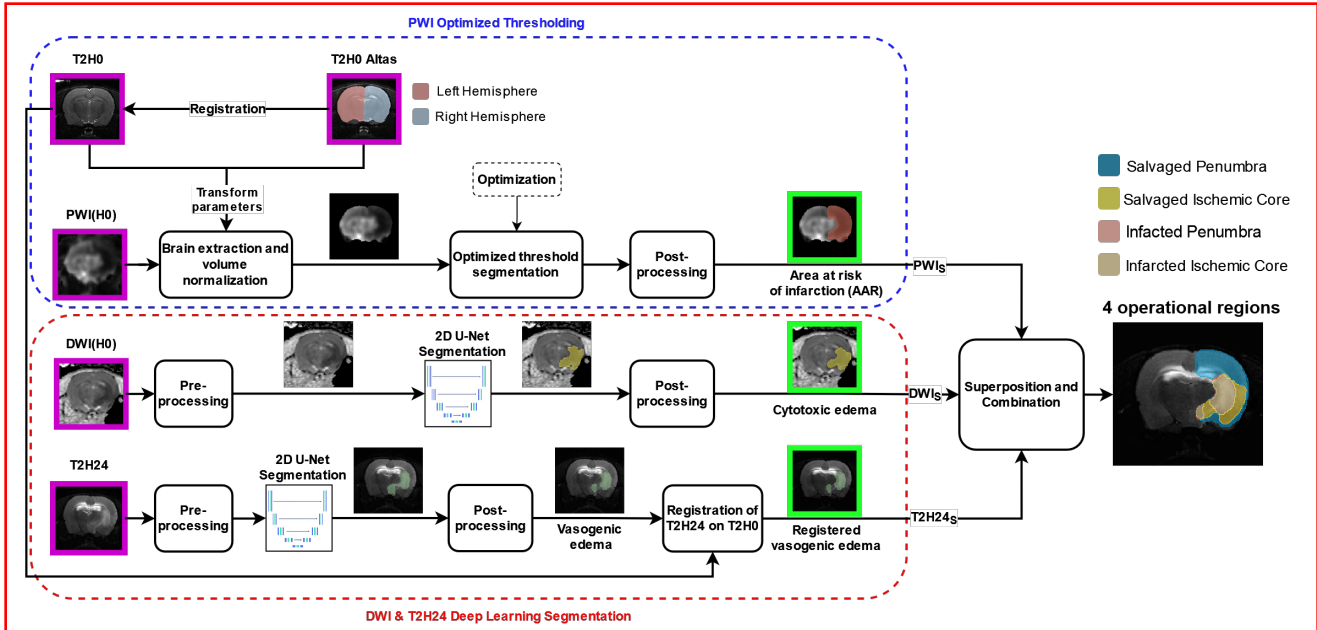 PWI Optimized Thresholding
T2H0
T2H0 Altas
Left Hemisphere
Right Hemisphere
Registration
Transform
parameters
Optimization
PWI(H0)
Brain extraction and
volume
normalization
Optimized threshold
segmentation
Post-
processing
Area at risk
of infarction (AAR)
PWIS
Salvaged Penumbra
Salvaged Ischemic Core
Infacted Penumbra
Infarcted Ischemic Core
4 operational regions
DWI(H0)
Pre-
processing
2D U-Net
Segmentation
Post-
processing
Cytotoxic edema
DWIS
Superposition and
Combination
T2H24
Pre-
processing
2D U-Net
Segmentation
Post-
processing
Vasogenic
edema
Registration of
T2H24 on T2H0
Registered
vasogenic edema
T2H24S
DWI & T2H24 Deep Learning Segmentation